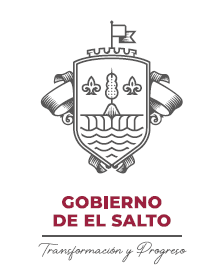 GOBIERNO
DE EL SALTO
Transformación y Progreso